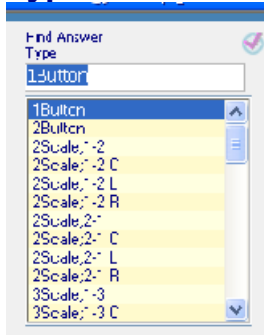 Find Answer
Type
1Button
1Button
2Button
2Scale;1-2
2Scale;1-2 C
2Scale;1-2 L
2Scale;1-2 R
2Scale;2-1
2Scale;2-1 C
2Scale;2-1 L
2Scale;2-1 R
3Scale;1-3
3Scale;1-3 C